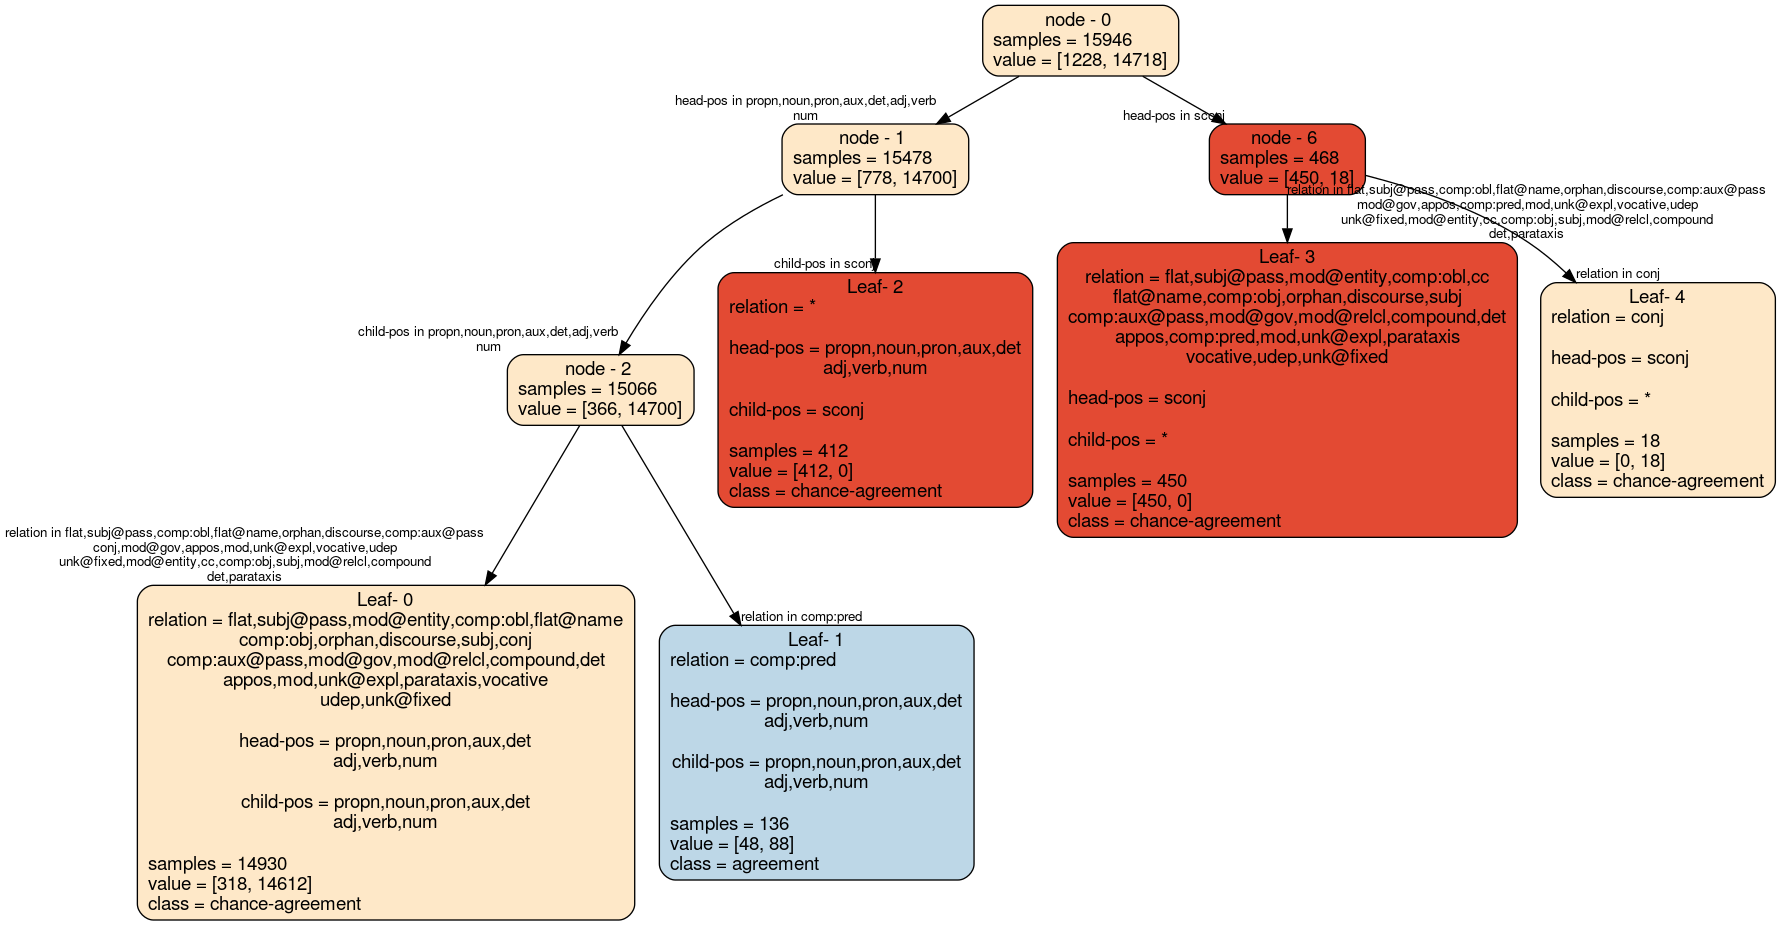 node - 0
samples = 15946
value = [1228, 14718]
head-pos in propn,noun,pron,aux,det,adj,verb
num
head-pos in sconj
node - 1
samples = 15478
value = [778, 14700]
node - 6
samples = 468
value = [450, 18]
child-pos in propn,noun,pron,aux,det,adj,verb
num
child-pos in sconj
relation in flat,subj@pass,comp:obl,flat@name,orphan,discourse,comp:aux@pass
mod@gov,appos,comp:pred,mod,unk@expl,vocative,udep
unk@fixed,mod@entity,cc,comp:obj,subj,mod@relcl,compound
det,parataxis
relation in conj
node - 2
samples = 15066
value = [366, 14700]
Leaf- 2
relation = *
head-pos = propn,noun,pron,aux,det
adj,verb,num
child-pos = sconj
samples = 412
value = [412, 0]
class = chance-agreement
Leaf- 3
relation = flat,subj@pass,mod@entity,comp:obl,cc
flat@name,comp:obj,orphan,discourse,subj
comp:aux@pass,mod@gov,mod@relcl,compound,det
appos,comp:pred,mod,unk@expl,parataxis
vocative,udep,unk@fixed
head-pos = sconj
child-pos = *
samples = 450
value = [450, 0]
class = chance-agreement
Leaf- 4
relation = conj
head-pos = sconj
child-pos = *
samples = 18
value = [0, 18]
class = chance-agreement
relation in flat,subj@pass,comp:obl,flat@name,orphan,discourse,comp:aux@pass
conj,mod@gov,appos,mod,unk@expl,vocative,udep
unk@fixed,mod@entity,cc,comp:obj,subj,mod@relcl,compound
det,parataxis
relation in comp:pred
Leaf- 0
relation = flat,subj@pass,mod@entity,comp:obl,flat@name
comp:obj,orphan,discourse,subj,conj
comp:aux@pass,mod@gov,mod@relcl,compound,det
appos,mod,unk@expl,parataxis,vocative
udep,unk@fixed
head-pos = propn,noun,pron,aux,det
adj,verb,num
child-pos = propn,noun,pron,aux,det
adj,verb,num
samples = 14930
value = [318, 14612]
class = chance-agreement
Leaf- 1
relation = comp:pred
head-pos = propn,noun,pron,aux,det
adj,verb,num
child-pos = propn,noun,pron,aux,det
adj,verb,num
samples = 136
value = [48, 88]
class = agreement